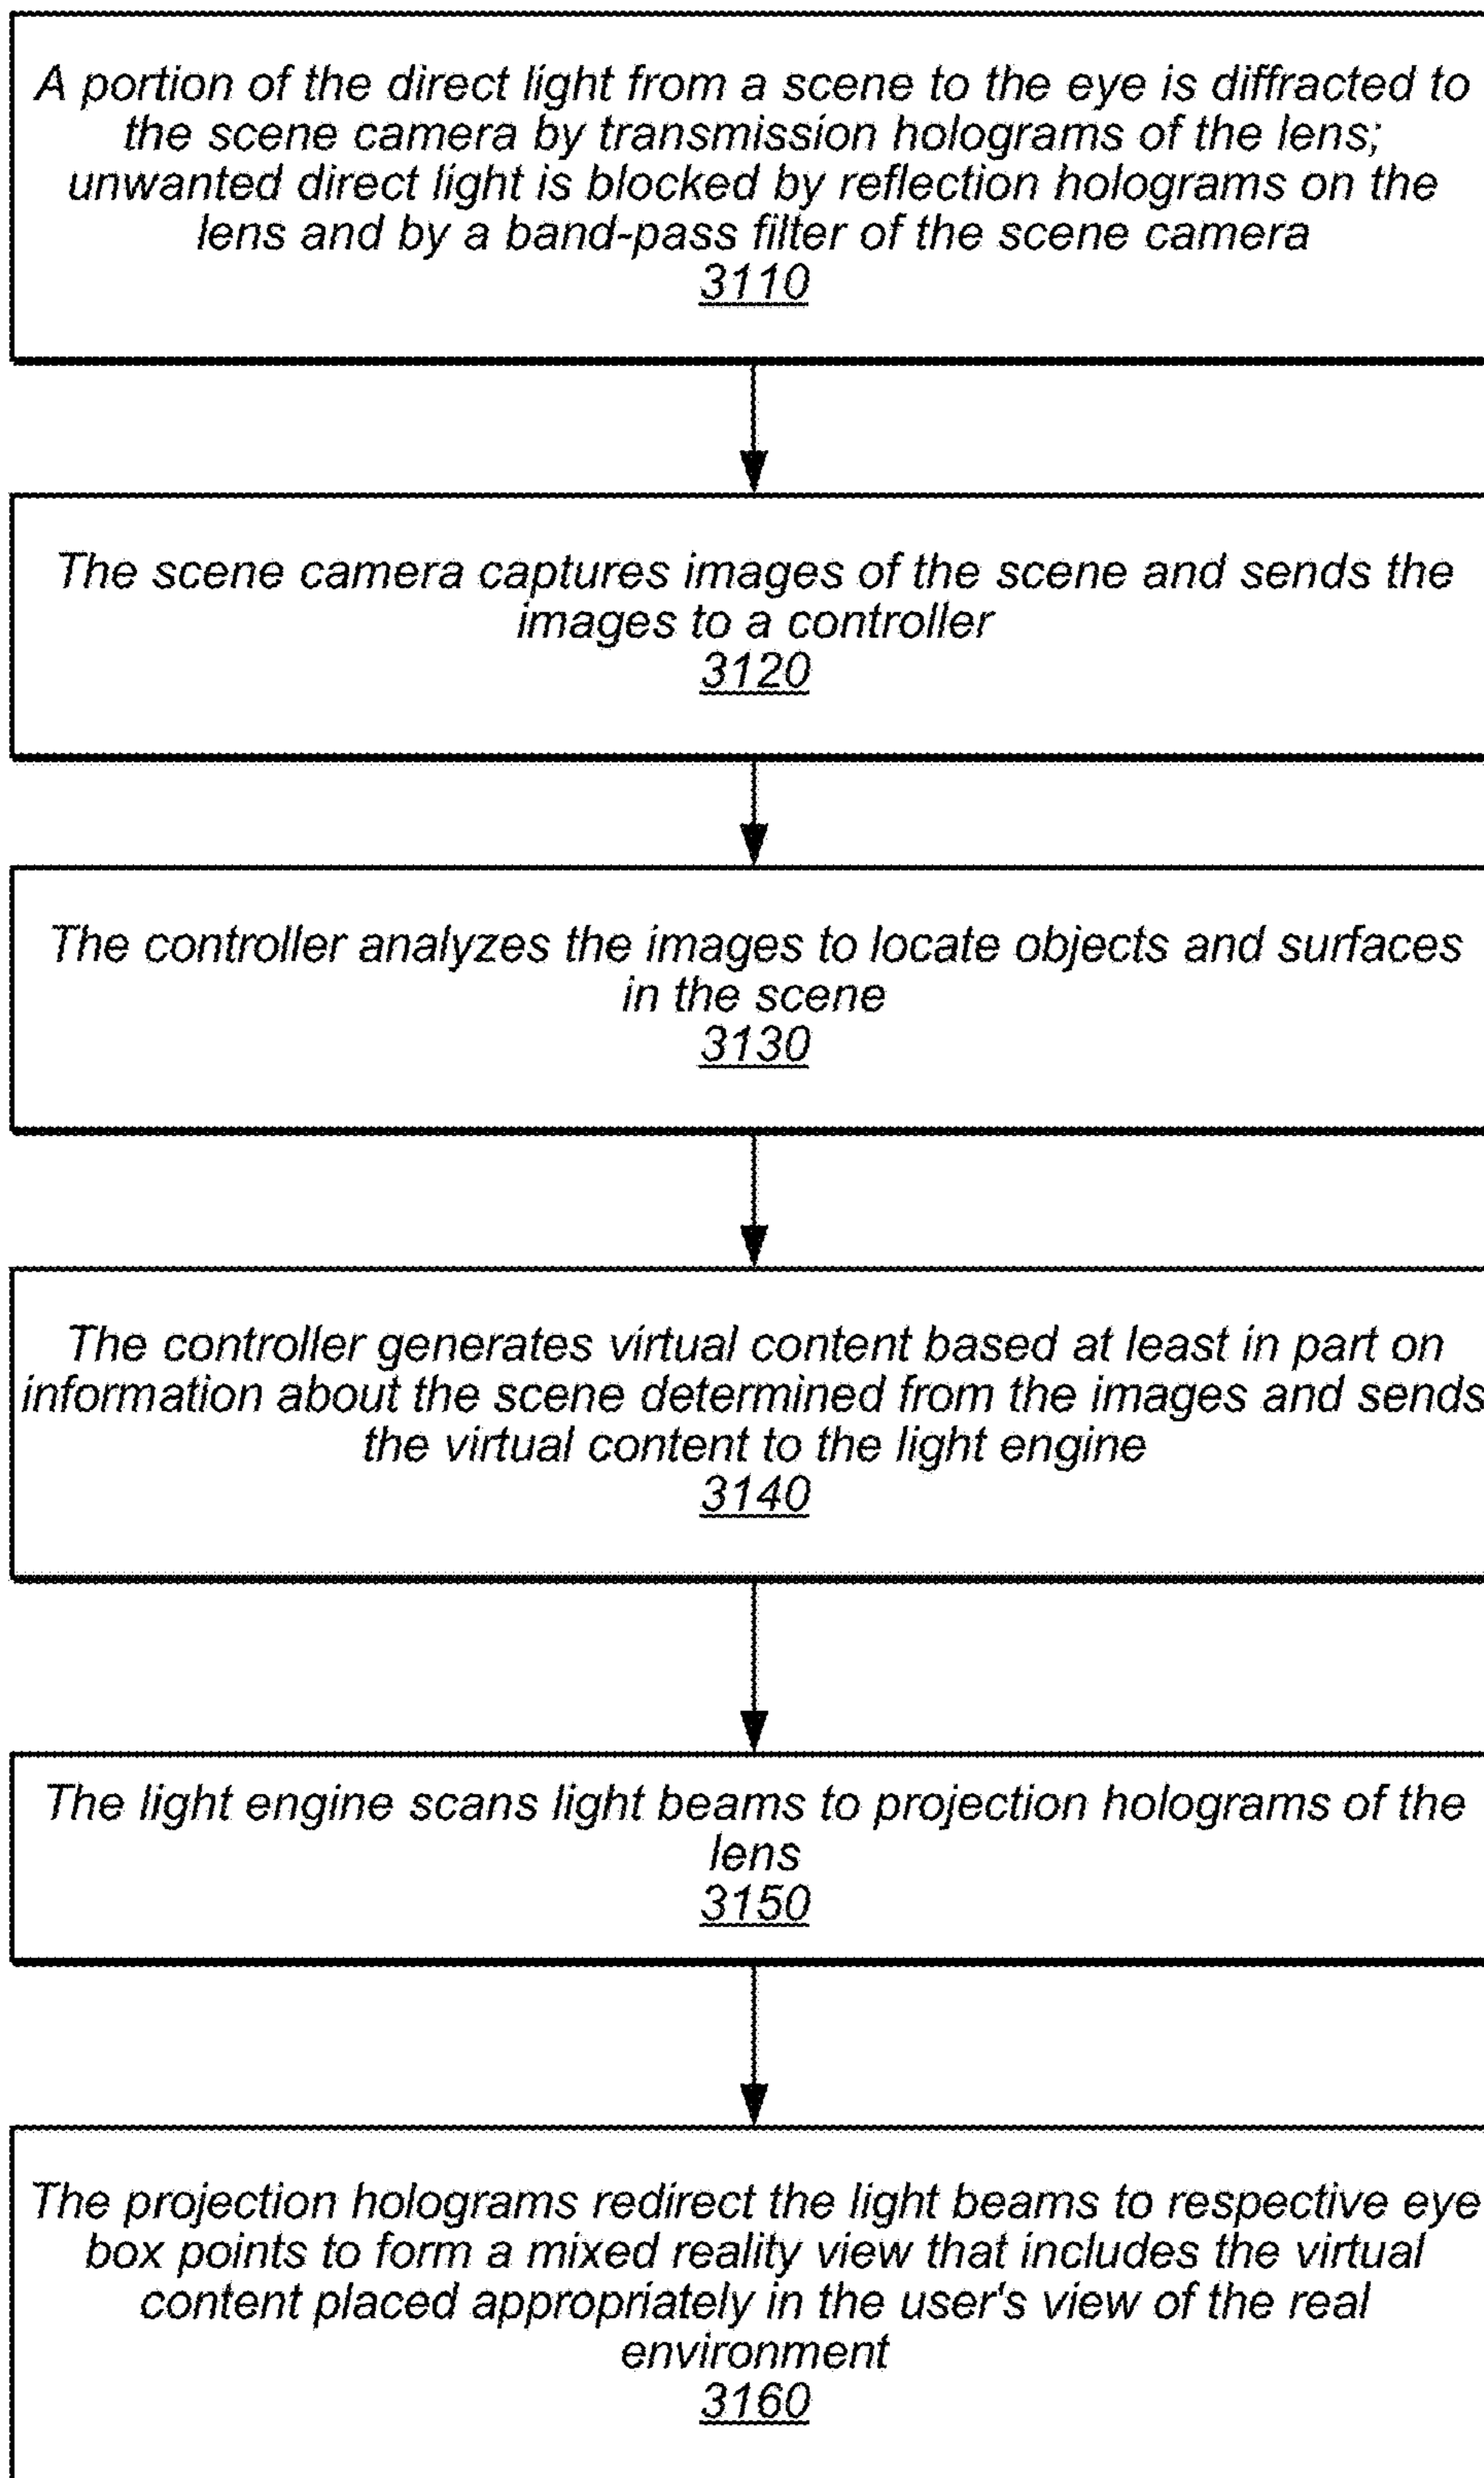 A portion of the direct light from a scene to the eye is diffracted to
the scene camera by transmission holograms of the lens;
unwanted direct light is blocked by reflection holograms on the
lens and by a band-pass filter of the scene camera
3110
The scene camera captures images of the scene and sends the
images to a controller
3120
The controller analyzes the images to locate objects and surfaces
in the scene
3130
The controller generates virtual content based at least in part on
information about the scene determined from the images and sends
the virtual content to the light engine
3140
The light engine scans light beams to projection holograms of the
lens
3150
The projection holograms redirect the light beams to respective eye
box points to form a mixed reality view that includes the virtual
content placed appropriately in the user's view of the real
environment
3160